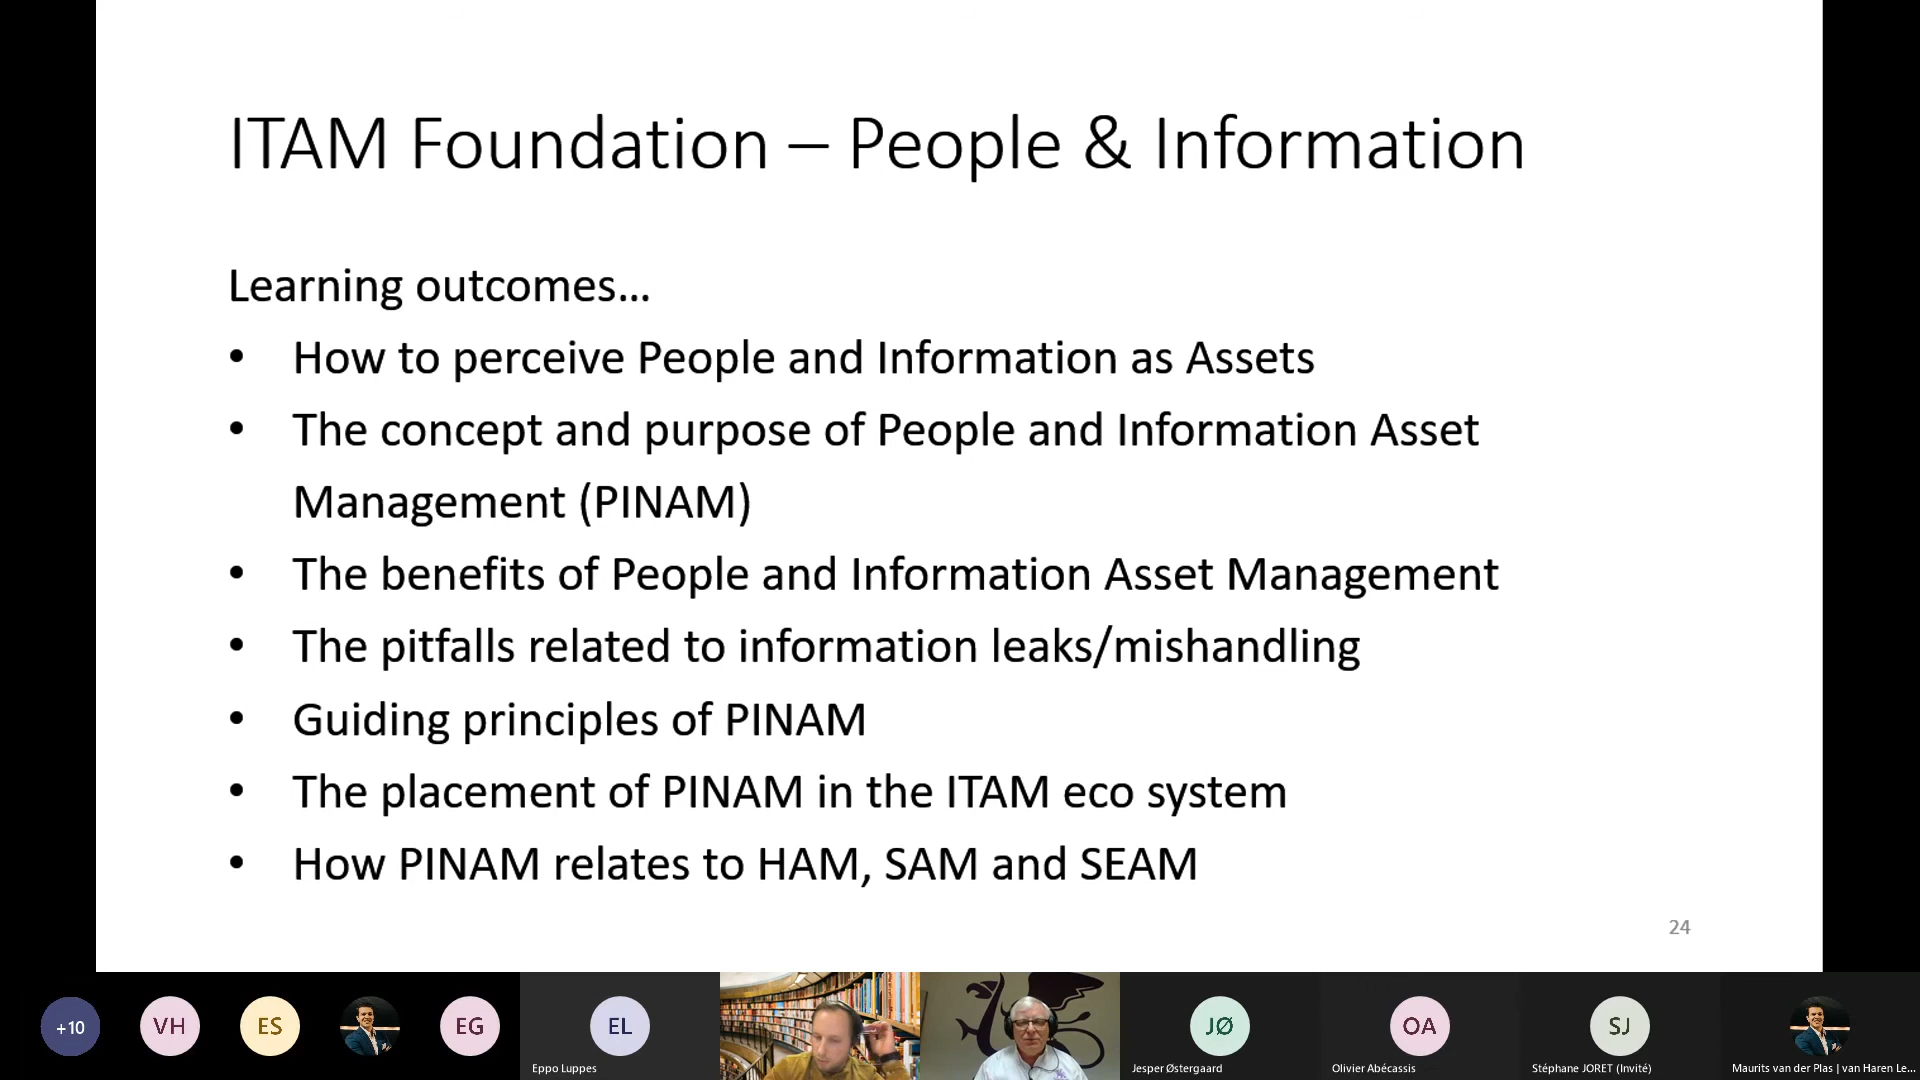 ITAM Foundation – People & Information
Learning outcomes…
• How to perceive People and Information as Assets
• The concept and purpose of People and Information Asset
Management (PINAM)
• The benefits of People and Information Asset Management
• The pitfalls related to information leaks/mishandling
• Guiding principles of PINAM
• The placement of PINAM in the ITAM eco system
• How PINAM relates to HAM, SAM and SEAM
24
+10
VH
ES
EG
EL
Eppo Luppes
JØ
Jesper Østergaard
OA
Olivier Abécassis
SJ
Stéphane JORET (Invité)
Maurits van der Plas | van Haren Le...